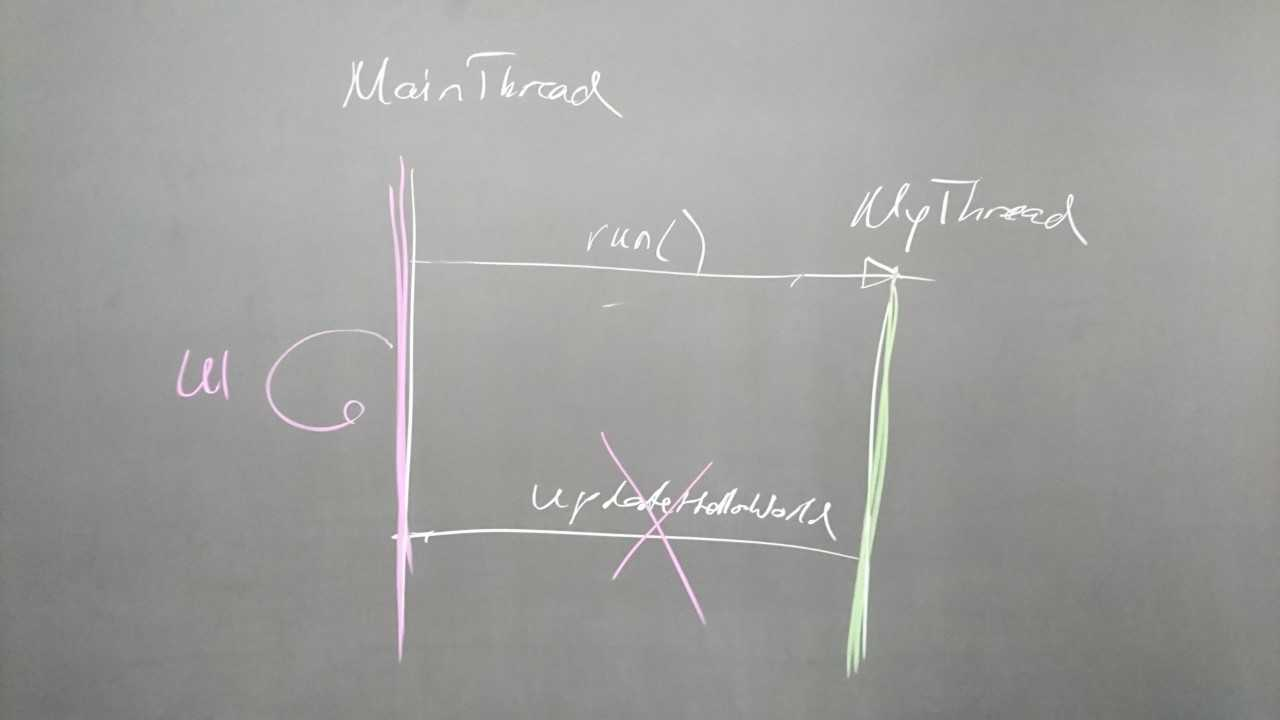 MainThread
MyThread
run()
UI
updateHelloWorld